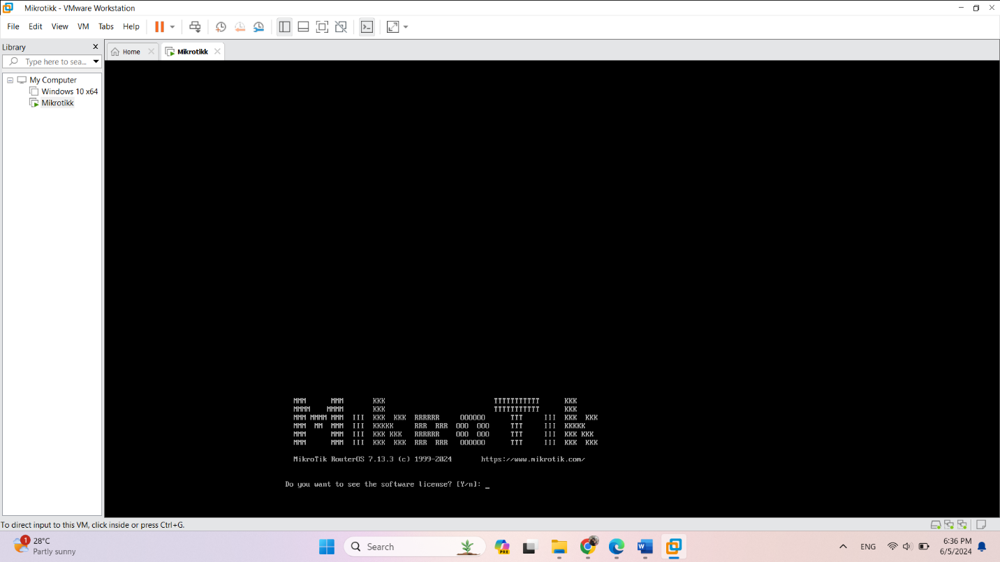 Mikrotikk - VMware Workstation
File Edit View VM Tabs Help
Library
Type here to sea...
Home
Mikrotikk
My Computer
Windows 10 x64
Mikrotikk
MMM      MMM       KKK                          TTTTTTTTTTT      KKK
MMMM    MMMM       KKK                          TTTTTTTTTTT      KKK
MMM MMMM MMM  III  KKK  KKK  RRRRRR     OOOOOO      TTT     III  KKK  KKK
MMM  MM  MMM  III  KKKKK     RRR  RRR  OOO  OOO     TTT     III  KKKKK
MMM      MMM  III  KKK KKK   RRRRRR    OOO  OOO     TTT     III  KKK KKK
MMM      MMM  III  KKK  KKK  RRR  RRR   OOOOOO      TTT     III  KKK  KKK
MikroTik RouterOS 7.13.3 (c) 1999-2024       https://www.mikrotik.com/
Do you want to see the software license? [Y/n]: _
To direct input to this VM, click inside or press Ctrl+G.
1
28°C
Partly sunny
Search
PRE
ENG
6:36 PM
6/5/2024